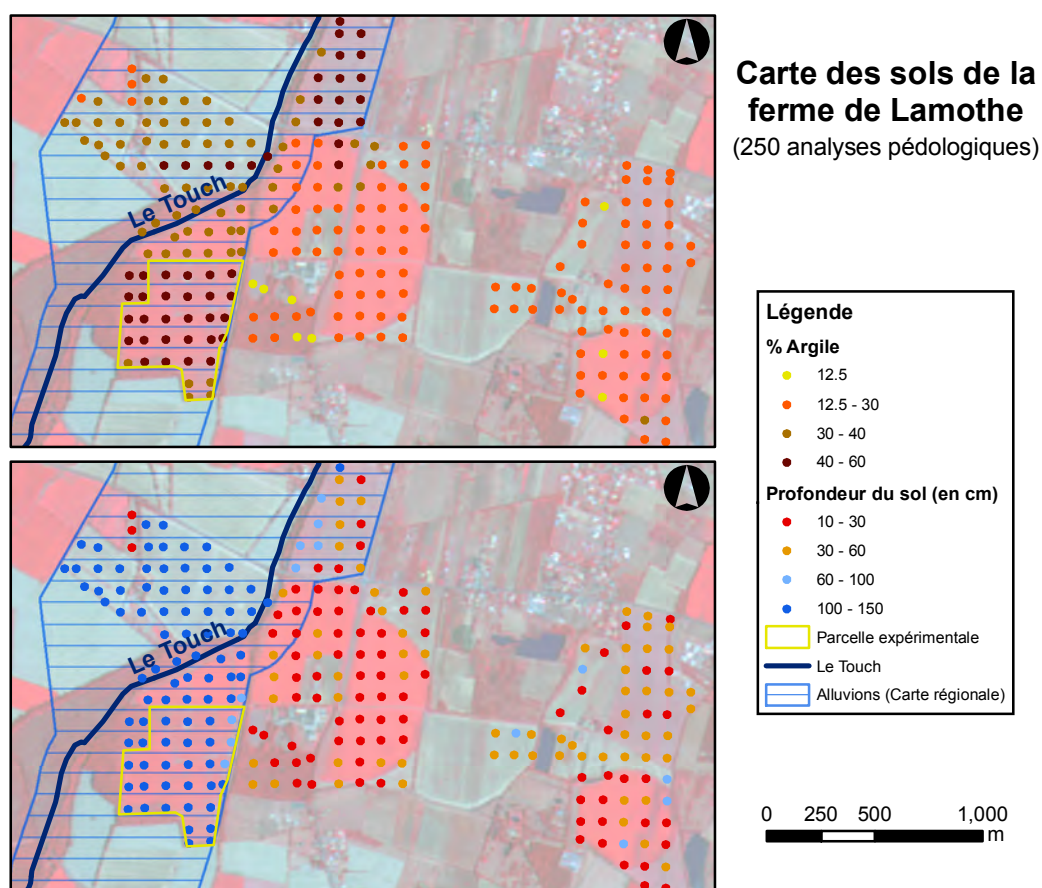 Carte des sols de la
ferme de Lamothe
(250 analyses pédologiques)
Le Touch
Légende
% Argile
12.5
12.5 - 30
30 - 40
40 - 60
Profondeur du sol (en cm)
10 - 30
30 - 60
60 - 100
100 - 150
Parcelle expérimentale
Le Touch
Alluvions (Carte régionale)
Le Touch
0 250 500 1,000
m